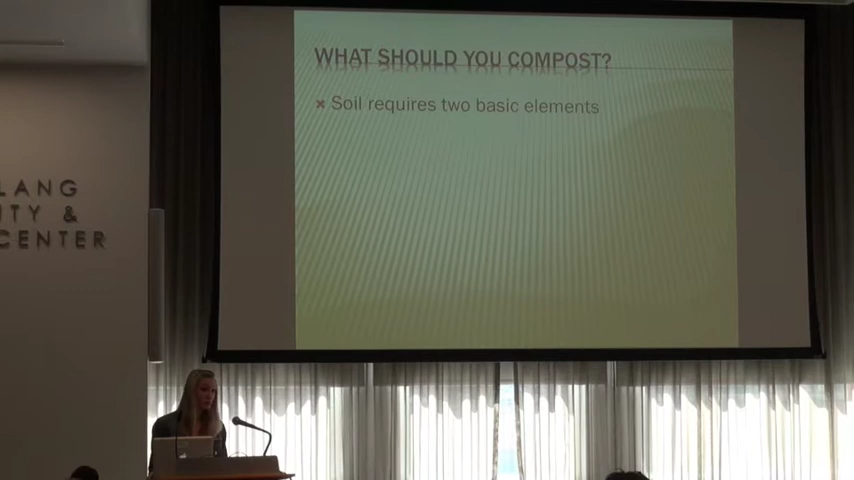 WHAT SHOULD YOU COMPOST?
Soil requires two basic elements
LANG
ITY &
CENTER